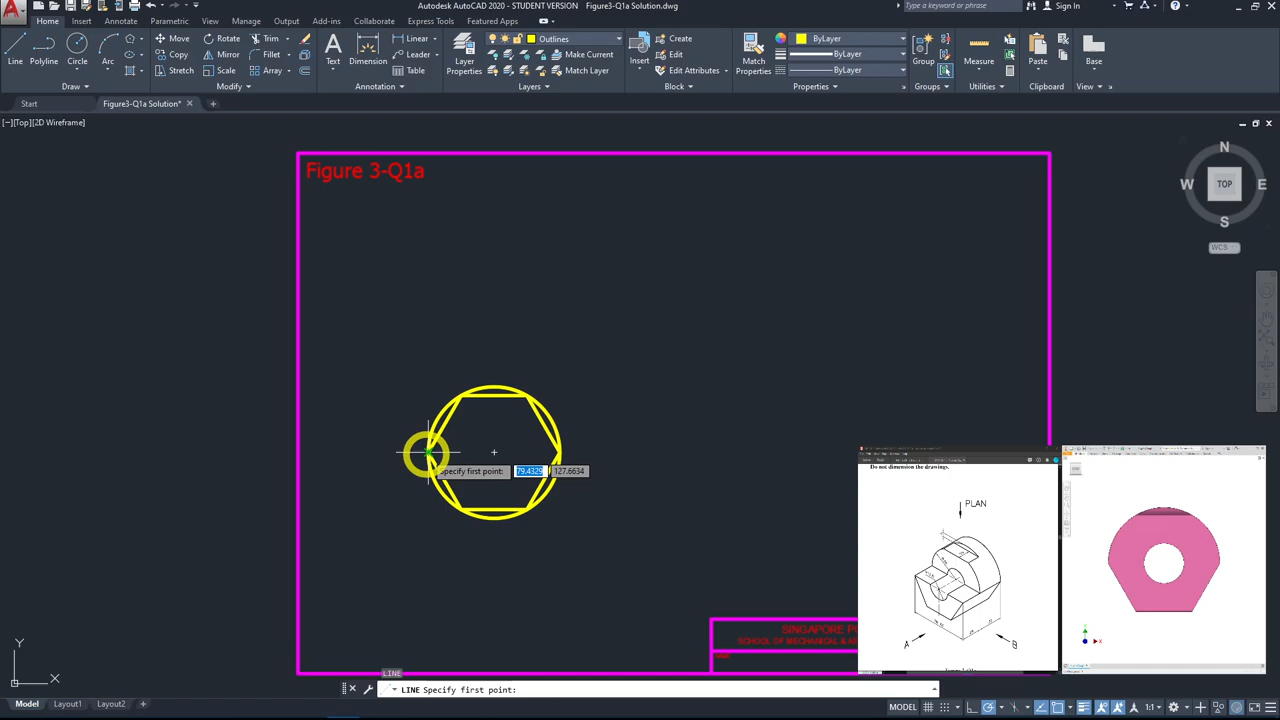 Autodesk AutoCAD 2020 - STUDENT VERSION Figure3-Q1a Solution.dwg
Type a keyword or phrase
Sign In
Home Insert Annotate Parametric View Manage Output Add-ins Collaborate Express Tools Featured Apps
Line Polyline Circle Arc
Move Rotate Trim
Copy Mirror Fillet
Stretch Scale Array
Text Dimension
Linear
Leader
Table
Layer Properties
Outlines
Make Current
Match Layer
Insert
Create
Edit
Edit Attributes
Match Properties
ByLayer
ByLayer
ByLayer
Group
Measure
Paste
Base
Draw Modify Annotation Layers Block Properties Groups Utilities Clipboard View
Start Figure3-Q1a Solution*
[−][Top][2D Wireframe]
Figure 3-Q1a
N
W TOP E
S
WCS
Specify first point: 79.4329 127.6634
Do not dimension the drawings.
PLAN
A B
SINGAPORE PO
SCHOOL OF MECHANICAL & A
Y
X
LINE
LINE Specify first point:
Model Layout1 Layout2
MODEL
1:1